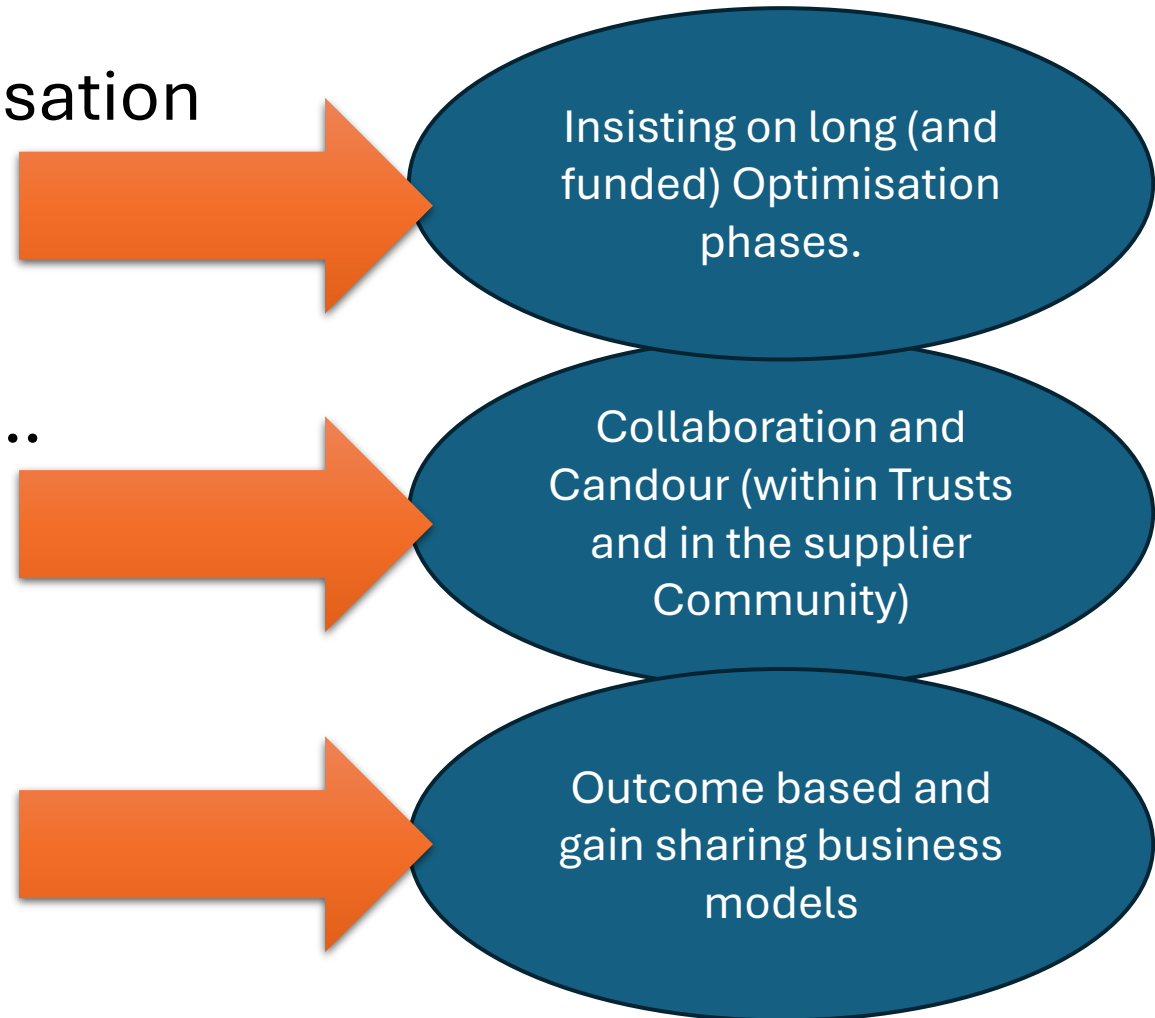 sation
Insisting on long (and
funded) Optimisation
phases.
..
Collaboration and
Candour (within Trusts
and in the supplier
Community)
Outcome based and
gain sharing business
models